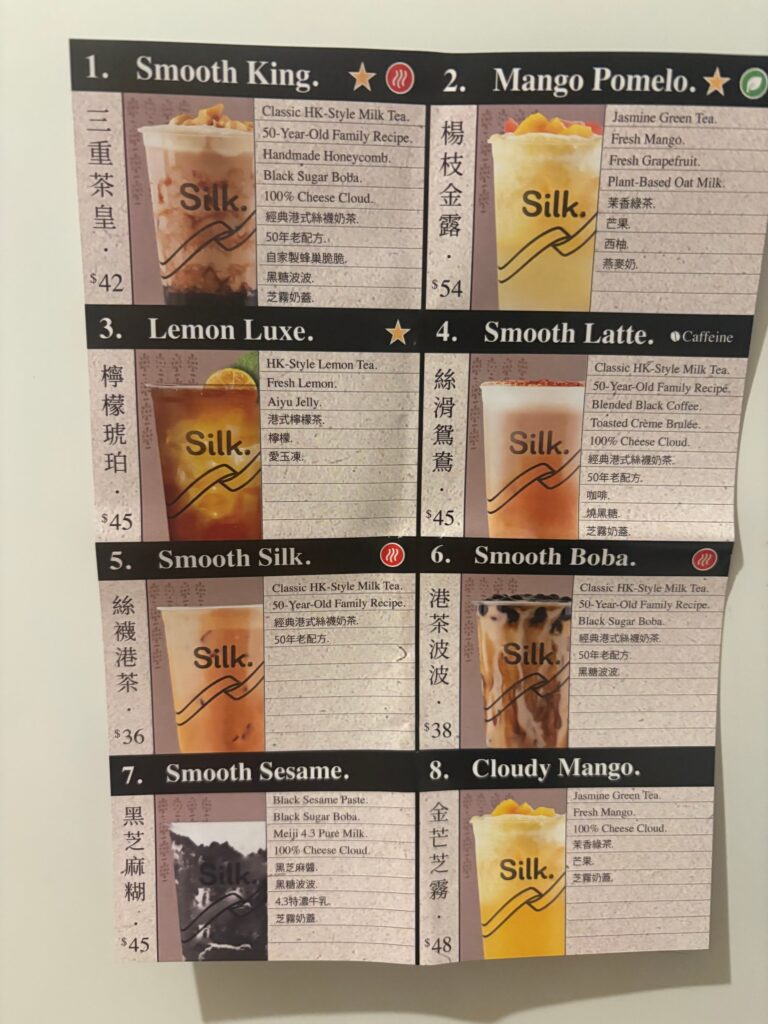 1. Smooth King.
三重茶皇.
$42
Silk.
Classic HK-Style Milk Tea.
50-Year-Old Family Recipe.
Handmade Honeycomb.
Black Sugar Boba.
100% Cheese Cloud.
經典港式絲襪奶茶.
50年老配方.
自家製蜂巢脆脆.
黑糖波波.
芝霧奶蓋.
2. Mango Pomelo.
楊枝金露.
$54
Silk.
Jasmine Green Tea.
Fresh Mango.
Fresh Grapefruit.
Plant-Based Oat Milk.
茉香綠茶.
芒果.
西柚.
燕麥奶.
3. Lemon Luxe.
檸檬琥珀.
$45
Silk.
HK-Style Lemon Tea.
Fresh Lemon.
Aiyu Jelly.
港式檸檬茶.
檸檬.
愛玉凍.
4. Smooth Latte. Caffeine
絲滑鴛鴦.
$45
Silk.
Classic HK-Style Milk Tea.
50-Year-Old Family Recipe.
Blended Black Coffee.
Toasted Crème Brulée.
100% Cheese Cloud.
經典港式絲襪奶茶.
50年老配方.
咖啡.
燒黑糖.
芝霧奶蓋.
5. Smooth Silk.
絲襪港茶.
$36
Silk.
Classic HK-Style Milk Tea.
50-Year-Old Family Recipe.
經典港式絲襪奶茶.
50年老配方.
6. Smooth Boba.
港茶波波.
$38
Silk.
Classic HK-Style Milk Tea.
50-Year-Old Family Recipe.
Black Sugar Boba.
經典港式絲襪奶茶.
50年老配方.
黑糖波波.
7. Smooth Sesame.
黑芝麻糊.
$45
Silk.
Black Sesame Paste.
Black Sugar Boba.
Meiji 4.3 Pure Milk.
100% Cheese Cloud.
黑芝麻醬.
黑糖波波.
4.3特濃牛乳.
芝霧奶蓋.
8. Cloudy Mango.
金芒芝霧.
$48
Silk.
Jasmine Green Tea.
Fresh Mango.
100% Cheese Cloud.
茉香綠茶.
芒果.
芝霧奶蓋.